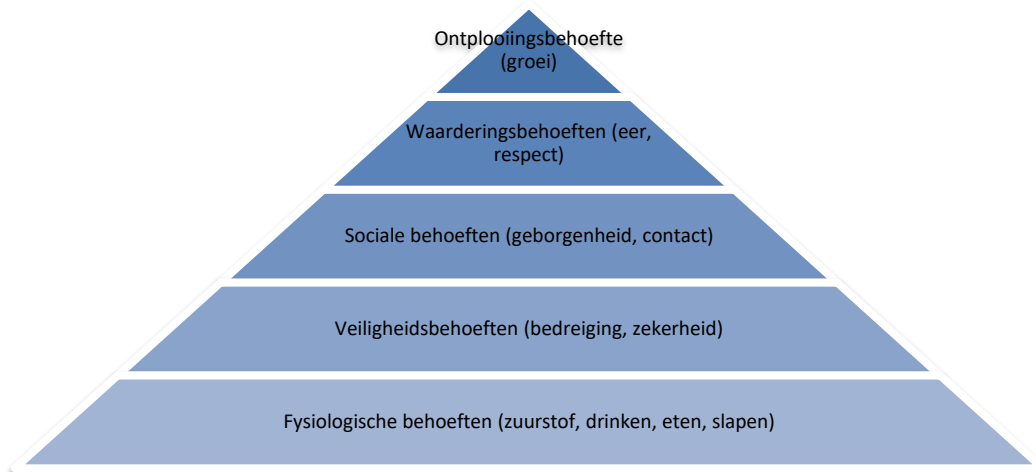 Ontplooiingsbehoefte
(groei)
Waarderingsbehoeften (eer,
respect)
Sociale behoeften (geborgenheid, contact)
Veiligheidsbehoeften (bedreiging, zekerheid)
Fysiologische behoeften (zuurstof, drinken, eten, slapen)